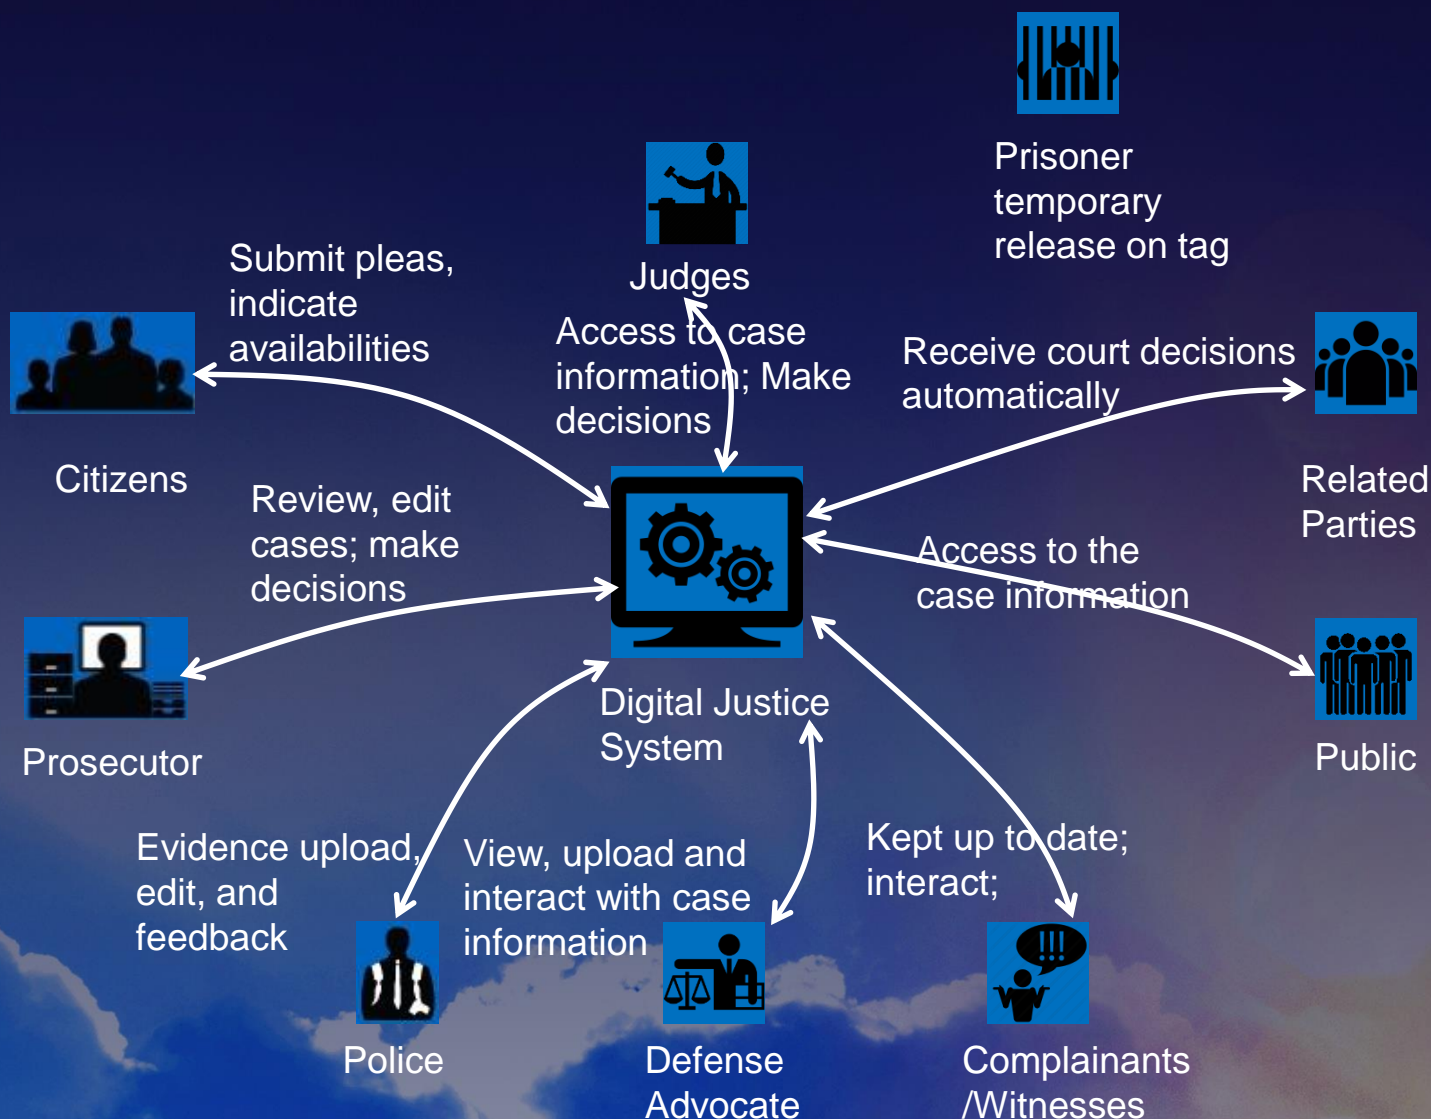 Prisoner
temporary
release on tag
Judges
Submit pleas,
indicate
availabilities
Citizens
Access to case
information; Make
decisions
Receive court decisions
automatically
Related
Parties
Review, edit
cases; make
decisions
Prosecutor
Access to the
case information
Public
Digital Justice
System
Evidence upload,
edit, and
feedback
Police
View, upload and
interact with case
information
Defense
Advocate
Kept up to date;
interact;
!!!
Complainants
/Witnesses